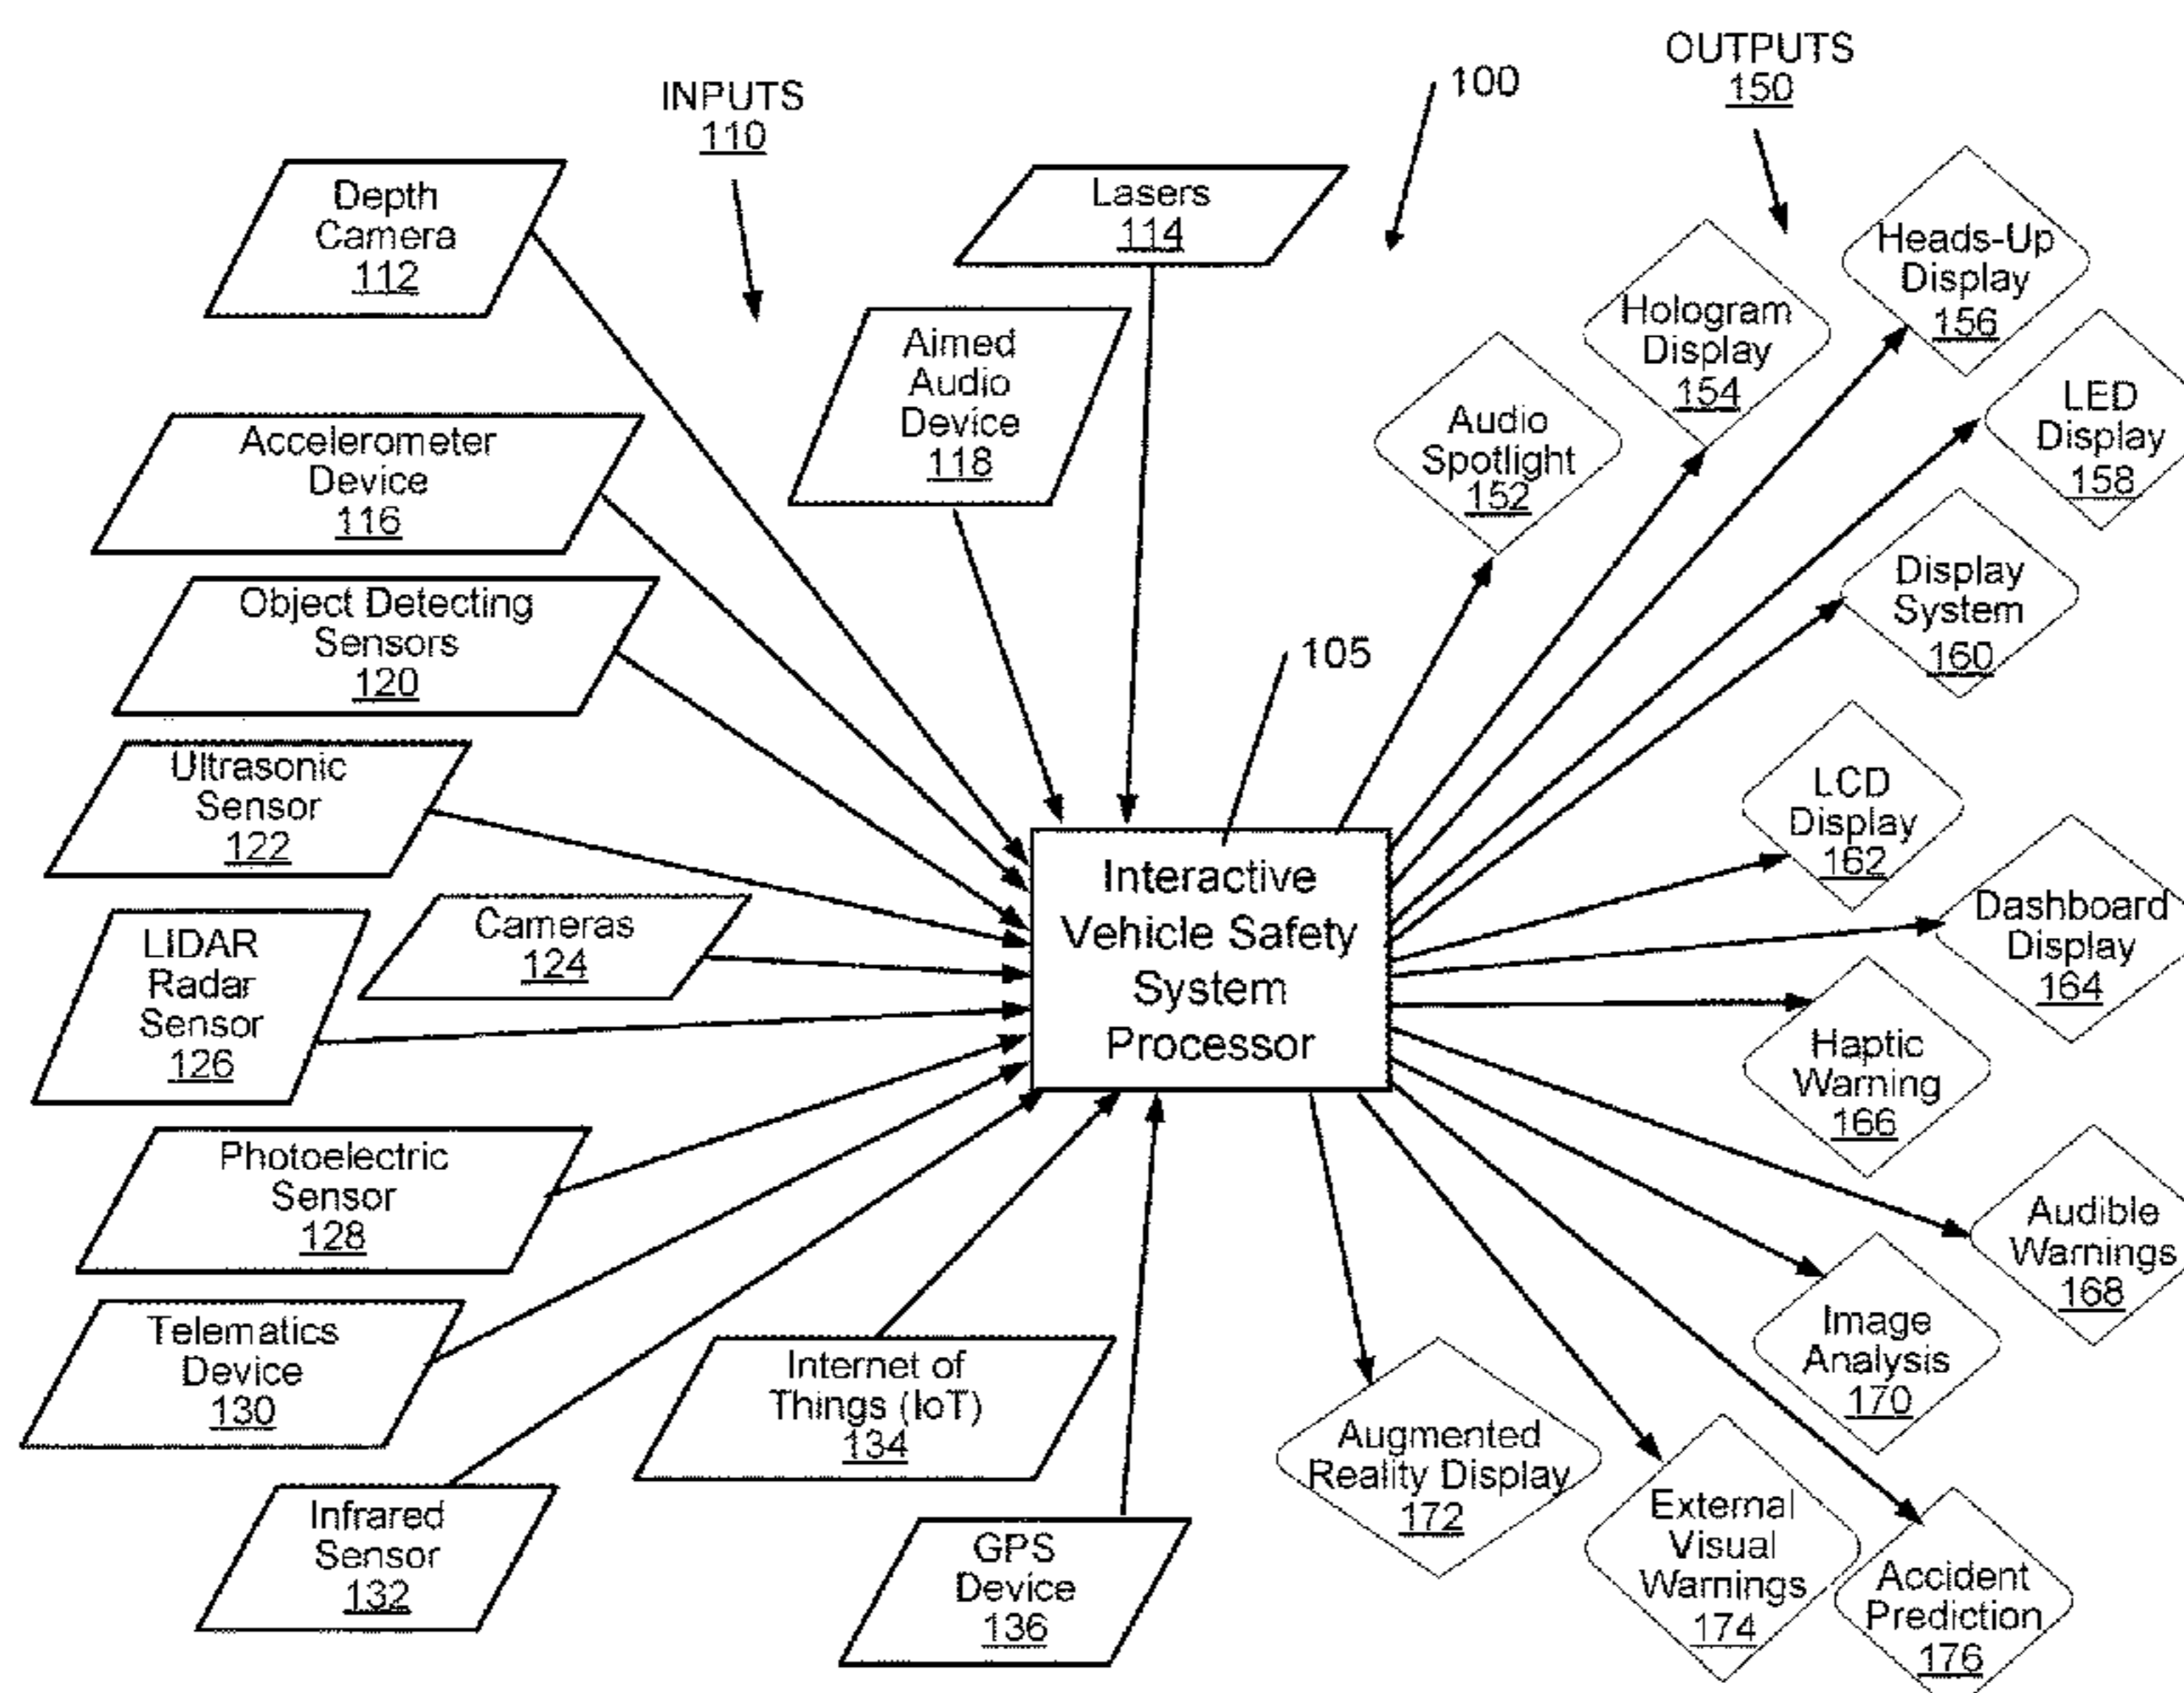 INPUTS
110
100
OUTPUTS
150
Depth
Camera
112
Lasers
114
Aimed
Audio
Device
118
Accelerometer
Device
116
Object Detecting
Sensors
120
Ultrasonic
Sensor
122
Cameras
124
LIDAR
Radar
Sensor
126
Photoelectric
Sensor
128
Telematics
Device
130
Infrared
Sensor
132
Internet of
Things (IoT)
134
GPS
Device
136
105
Interactive
Vehicle Safety
System
Processor
Audio
Spotlight
152
Hologram
Display
154
Heads-Up
Display
156
LED
Display
158
Display
System
160
LCD
Display
162
Dashboard
Display
164
Haptic
Warning
166
Audible
Warnings
168
Image
Analysis
170
Augmented
Reality Display
172
External
Visual
Warnings
174
Accident
Prediction
176